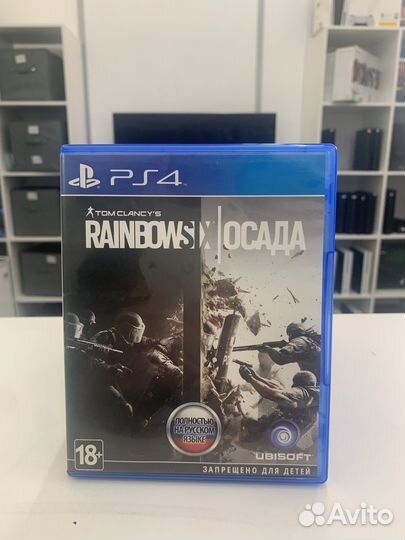 PS4
TOM CLANCY'S
RAINBOWSIX|ОСАДА
ПОЛНОСТЬЮ
НА РУССКОМ
ЯЗЫКЕ
18+
UBISOFT
ЗАПРЕЩЕНО ДЛЯ ДЕТЕЙ
Avito